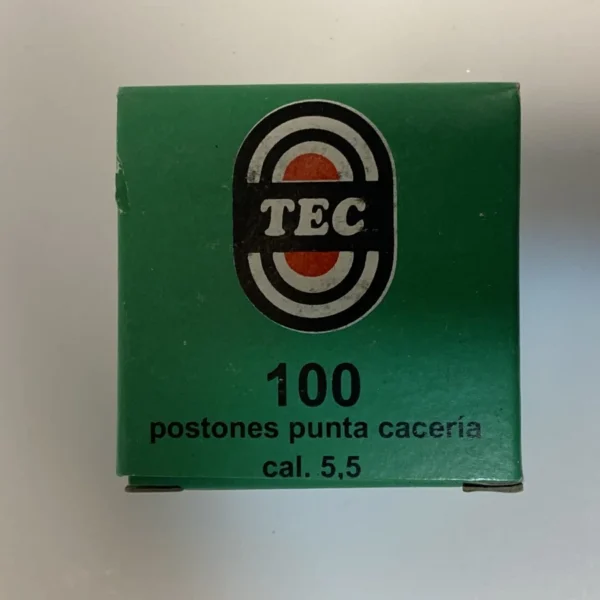 TEC
100
postones punta cacería
cal. 5,5